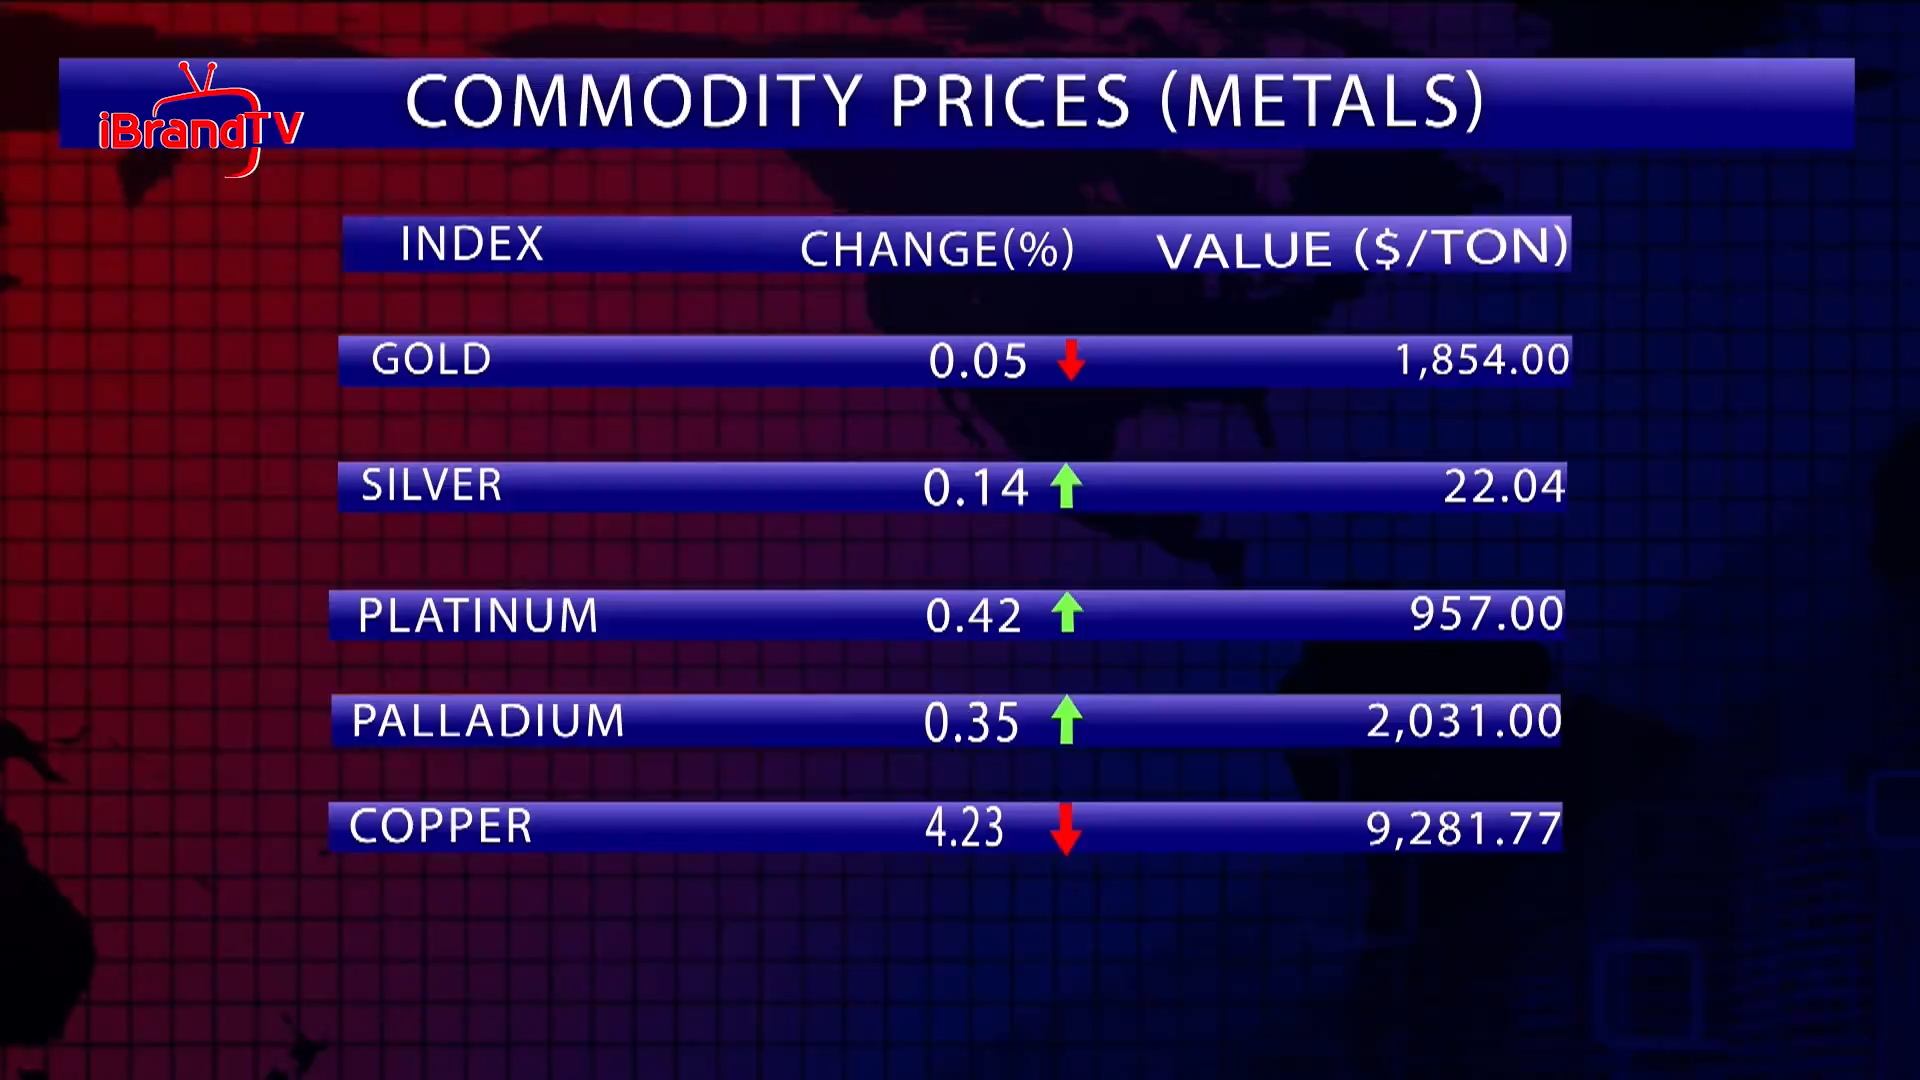 iBrandTV
COMMODITY PRICES (METALS)
INDEX CHANGE(%) VALUE ($/TON)
GOLD 0.05 1,854.00
SILVER 0.14 22.04
PLATINUM 0.42 957.00
PALLADIUM 0.35 2,031.00
COPPER 4.23 9,281.77